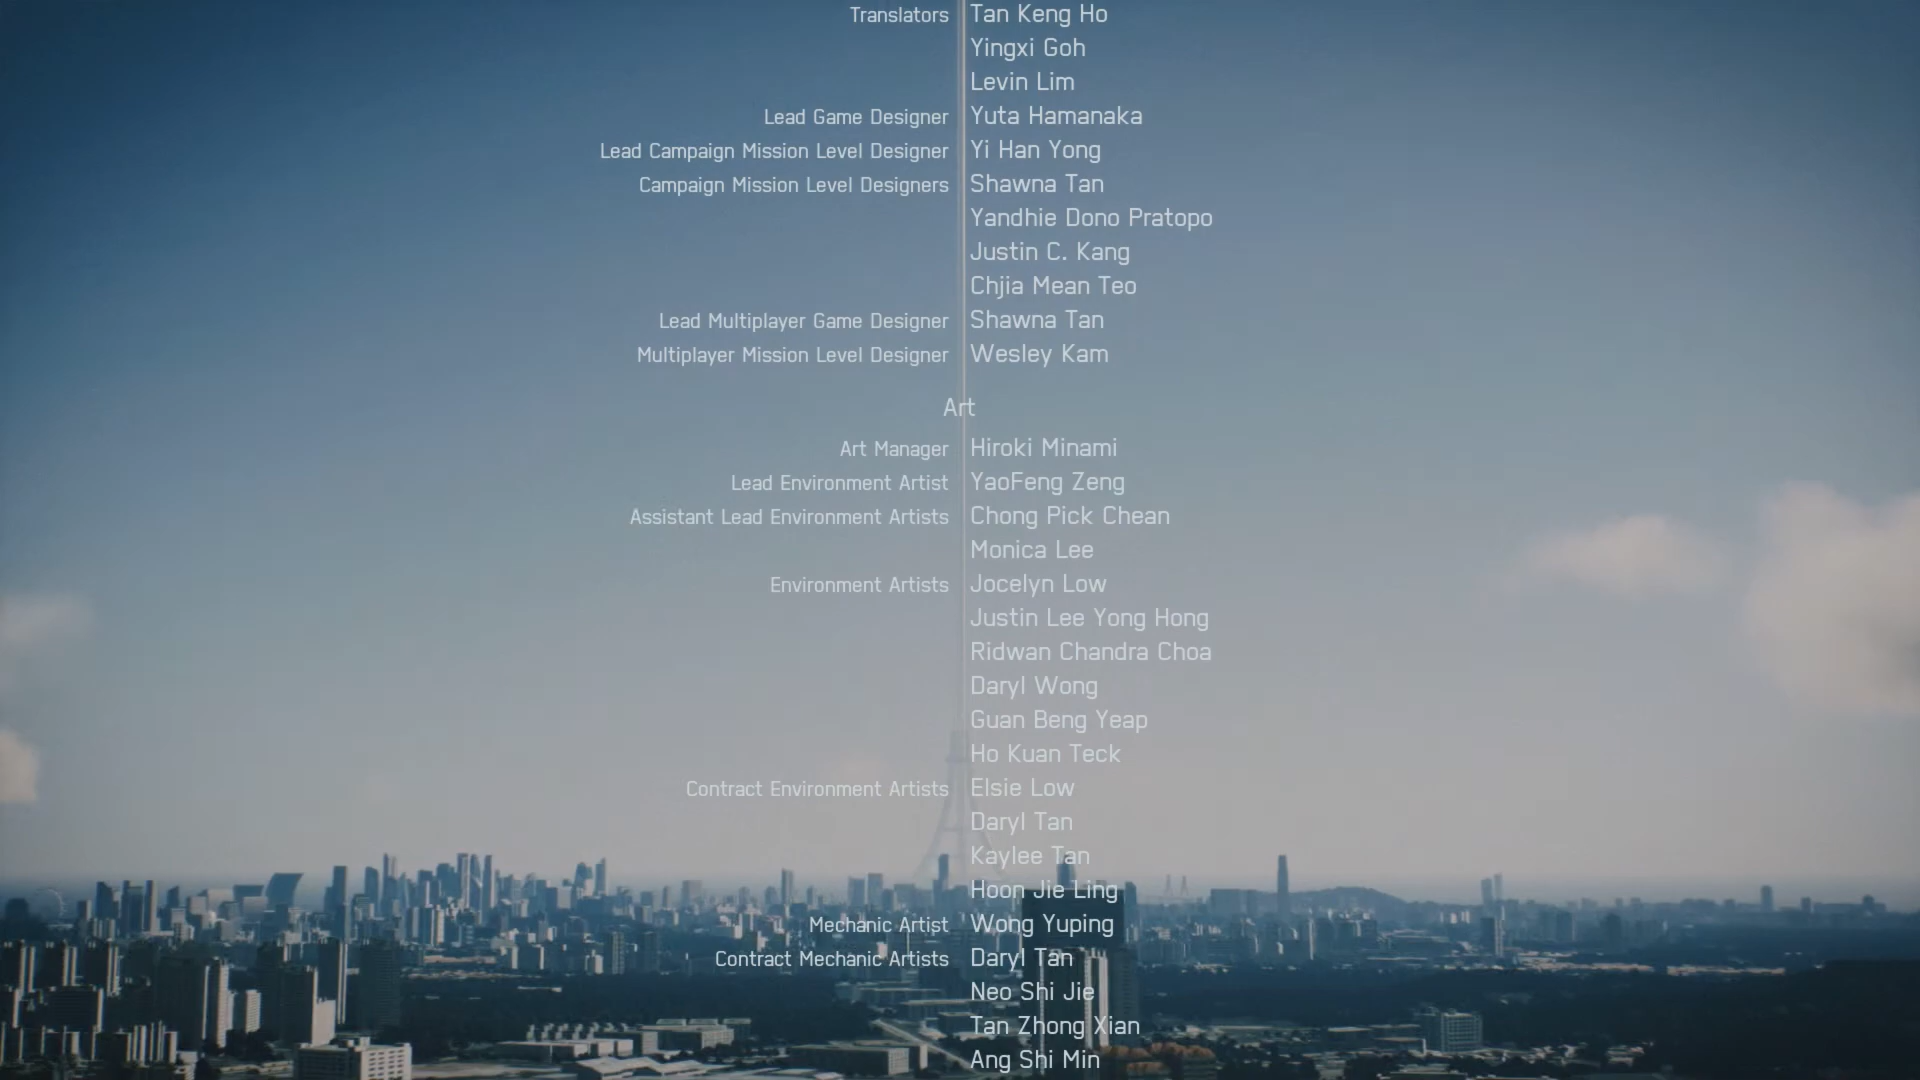 Translators Tan Keng Ho
Yingxi Goh
Levin Lim
Lead Game Designer Yuta Hamanaka
Lead Campaign Mission Level Designer Yi Han Yong
Campaign Mission Level Designers Shawna Tan
Yandhie Dono Pratopo
Justin C. Kang
Chjia Mean Teo
Lead Multiplayer Game Designer Shawna Tan
Multiplayer Mission Level Designer Wesley Kam
Art
Art Manager Hiroki Minami
Lead Environment Artist YaoFeng Zeng
Assistant Lead Environment Artists Chong Pick Chean
Monica Lee
Environment Artists Jocelyn Low
Justin Lee Yong Hong
Ridwan Chandra Choa
Daryl Wong
Guan Beng Yeap
Ho Kuan Teck
Contract Environment Artists Elsie Low
Daryl Tan
Kaylee Tan
Hoon Jie Ling
Mechanic Artist Wong Yuping
Contract Mechanic Artists Daryl Tan
Neo Shi Jie
Tan Zhong Xian
Ang Shi Min